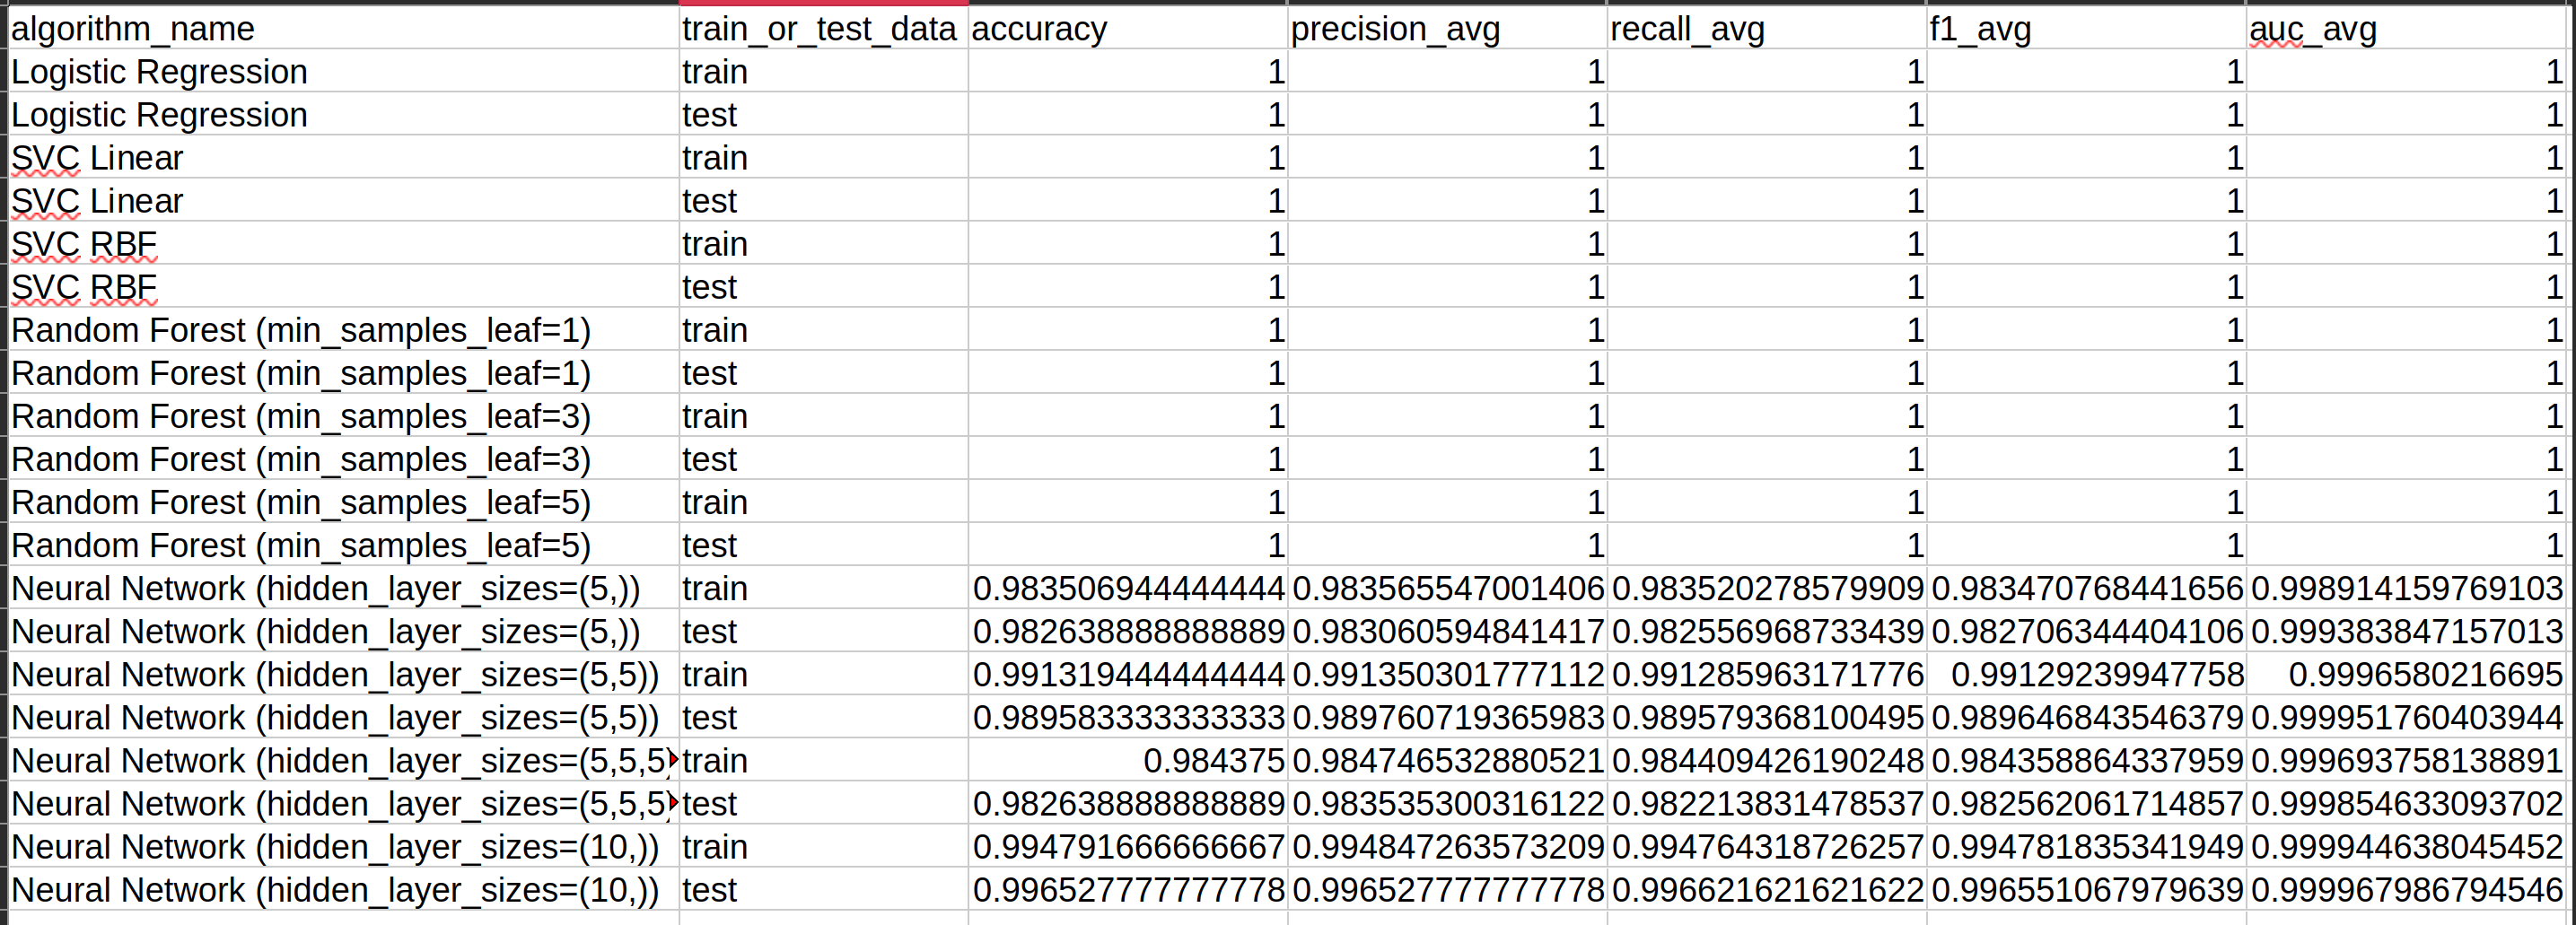 algorithm_name train_or_test_data accuracy precision_avg recall_avg f1_avg auc_avg
Logistic Regression train 1 1 1 1 1
Logistic Regression test 1 1 1 1 1
SVC Linear train 1 1 1 1 1
SVC Linear test 1 1 1 1 1
SVC RBF train 1 1 1 1 1
SVC RBF test 1 1 1 1 1
Random Forest (min_samples_leaf=1) train 1 1 1 1 1
Random Forest (min_samples_leaf=1) test 1 1 1 1 1
Random Forest (min_samples_leaf=3) train 1 1 1 1 1
Random Forest (min_samples_leaf=3) test 1 1 1 1 1
Random Forest (min_samples_leaf=5) train 1 1 1 1 1
Random Forest (min_samples_leaf=5) test 1 1 1 1 1
Neural Network (hidden_layer_sizes=(5,)) train 0.983506944444444 0.983565547001406 0.983520278579909 0.983470768441656 0.998914159769103
Neural Network (hidden_layer_sizes=(5,)) test 0.982638888888889 0.983060594841417 0.982556968733439 0.982706344404106 0.999383847157013
Neural Network (hidden_layer_sizes=(5,5)) train 0.991319444444444 0.991350301777112 0.991285963171776 0.99129239947758 0.9996580216695
Neural Network (hidden_layer_sizes=(5,5)) test 0.989583333333333 0.989760719365983 0.989579368100495 0.989646843546379 0.999951760403944
Neural Network (hidden_layer_sizes=(5,5,5) train 0.984375 0.984746532880521 0.984409426190248 0.984358864337959 0.999693758138891
Neural Network (hidden_layer_sizes=(5,5,5) test 0.982638888888889 0.983535300316122 0.982213831478537 0.982562061714857 0.999854633093702
Neural Network (hidden_layer_sizes=(10,)) train 0.994791666666667 0.994847263573209 0.994764318726257 0.994781835341949 0.999944638045452
Neural Network (hidden_layer_sizes=(10,)) test 0.996527777777778 0.996527777777778 0.996621621621622 0.996551067979639 0.999967986794546